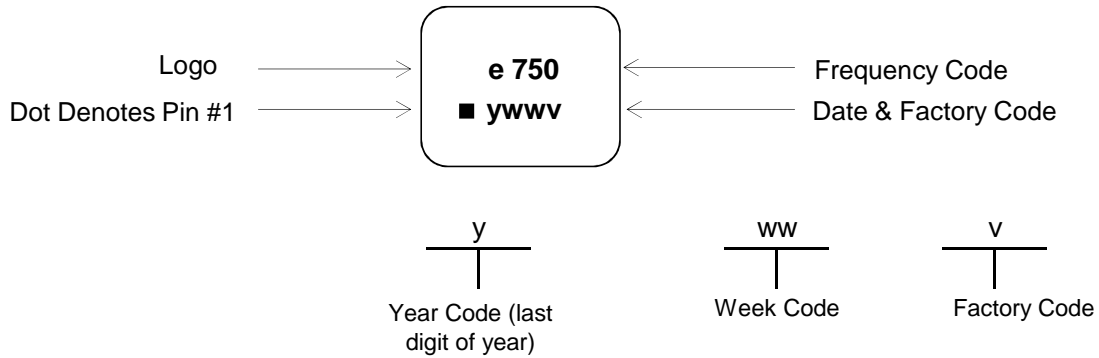 Logo
e 750
Frequency Code
Dot Denotes Pin #1
■ ywwv
Date & Factory Code
y
ww
v
Year Code (last
digit of year)
Week Code
Factory Code